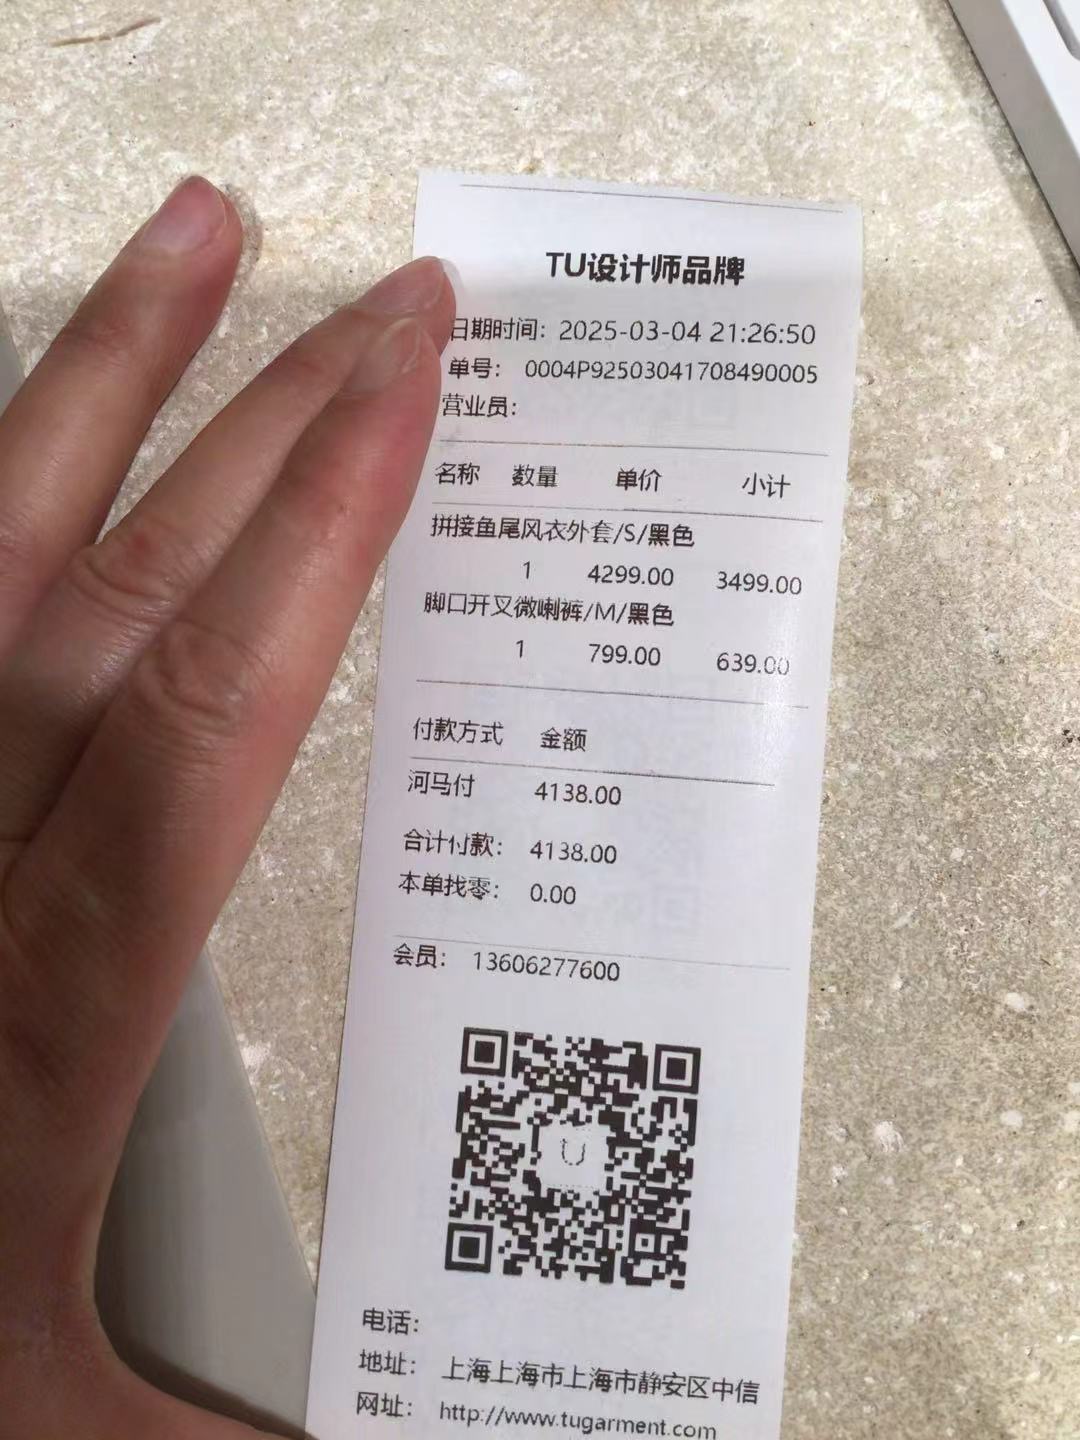 TU设计师品牌
日期时间：2025-03-04 21:26:50
单号：0004P92503041708490005
营业员：
名称 数量 单价 小计
拼接鱼尾风衣外套/S/黑色
1 4299.00 3499.00
脚口开叉微喇裤/M/黑色
1 799.00 639.00
付款方式 金额
河马付 4138.00
合计付款：4138.00
本单找零：0.00
会员：13606277600
U
电话：
地址：上海上海市上海市静安区中信
网址：http://www.tugarment.com